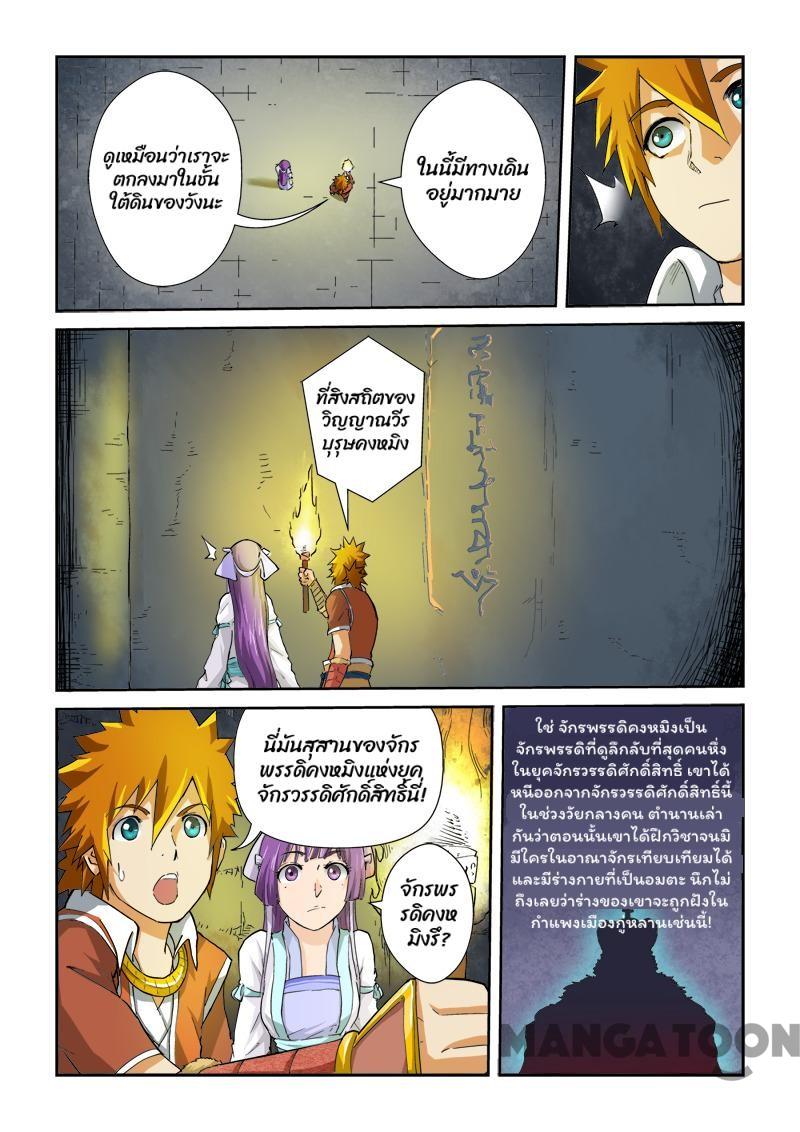 ดูเหมือนว่าเราจะ
ตกลงมาในชั้น
ใต้ดินของวังนะ
ในนี้มีทางเดิน
อยู่มากมาย
ที่สิงสถิตของ
วิญญาณวีร
บุรุษคงหมิง
นี่มันสุสานของจักร
พรรดิคงหมิงแห่งยุค
จักรวรรดิศักดิ์สิทธิ์นี่!
จักรพร
รดิคงห
มิงรึ?
ใช่ จักรพรรดิคงหมิงเป็น
จักรพรรดิที่ดูลึกลับที่สุดคนหึ่ง
ในยุคจักรวรรดิศักดิ์สิทธิ์ เขาได้
หนีออกจากจักรวรรดิศักดิ์สิทธิ์นี้
ในช่วงวัยกลางคน ตำนานเล่า
กันว่าตอนนั้นเขาได้ฝึกวิชาจนมิ
มีใครในอาณาจักรเทียบเทียมได้
และมีร่างกายที่เป็นอมตะ นึกไม่
ถึงเลยว่าร่างของเขาจะถูกฝังใน
กำแพงเมืองกู่หลานเช่นนี้!
MANGATOON